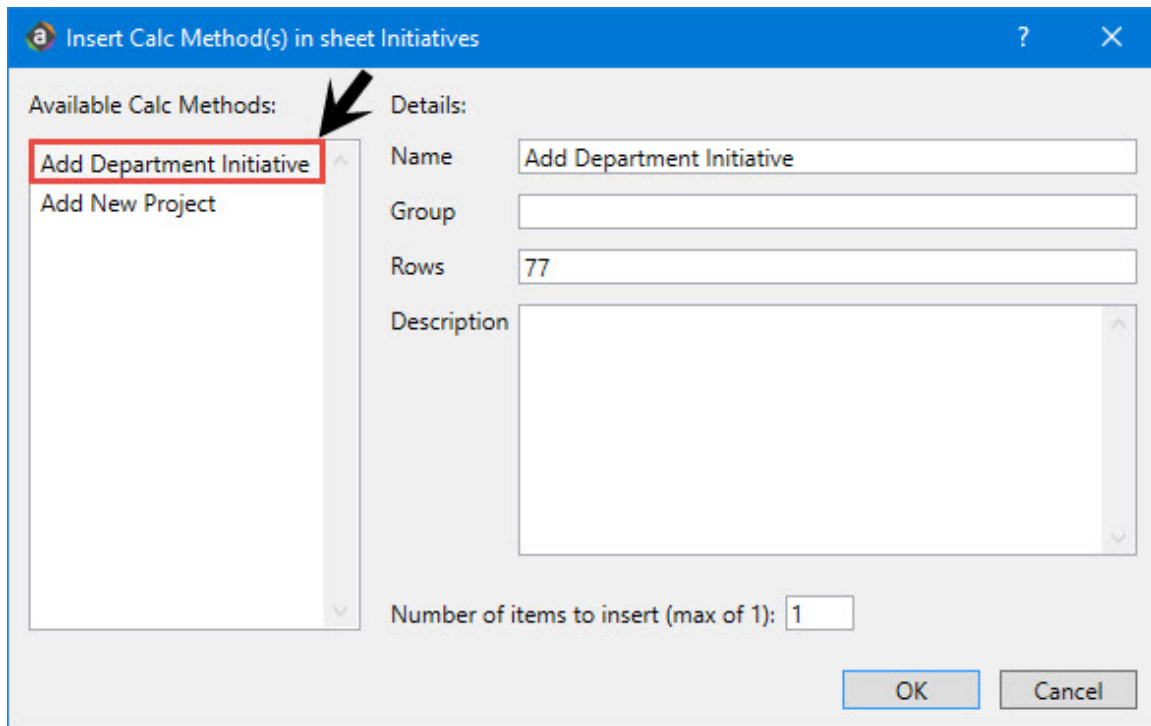 Insert Calc Method(s) in sheet Initiatives
?
Available Calc Methods:
Add Department Initiative
Add New Project
Details:
Name
Add Department Initiative
Group
Rows
77
Description
Number of items to insert (max of 1): 1
OK
Cancel